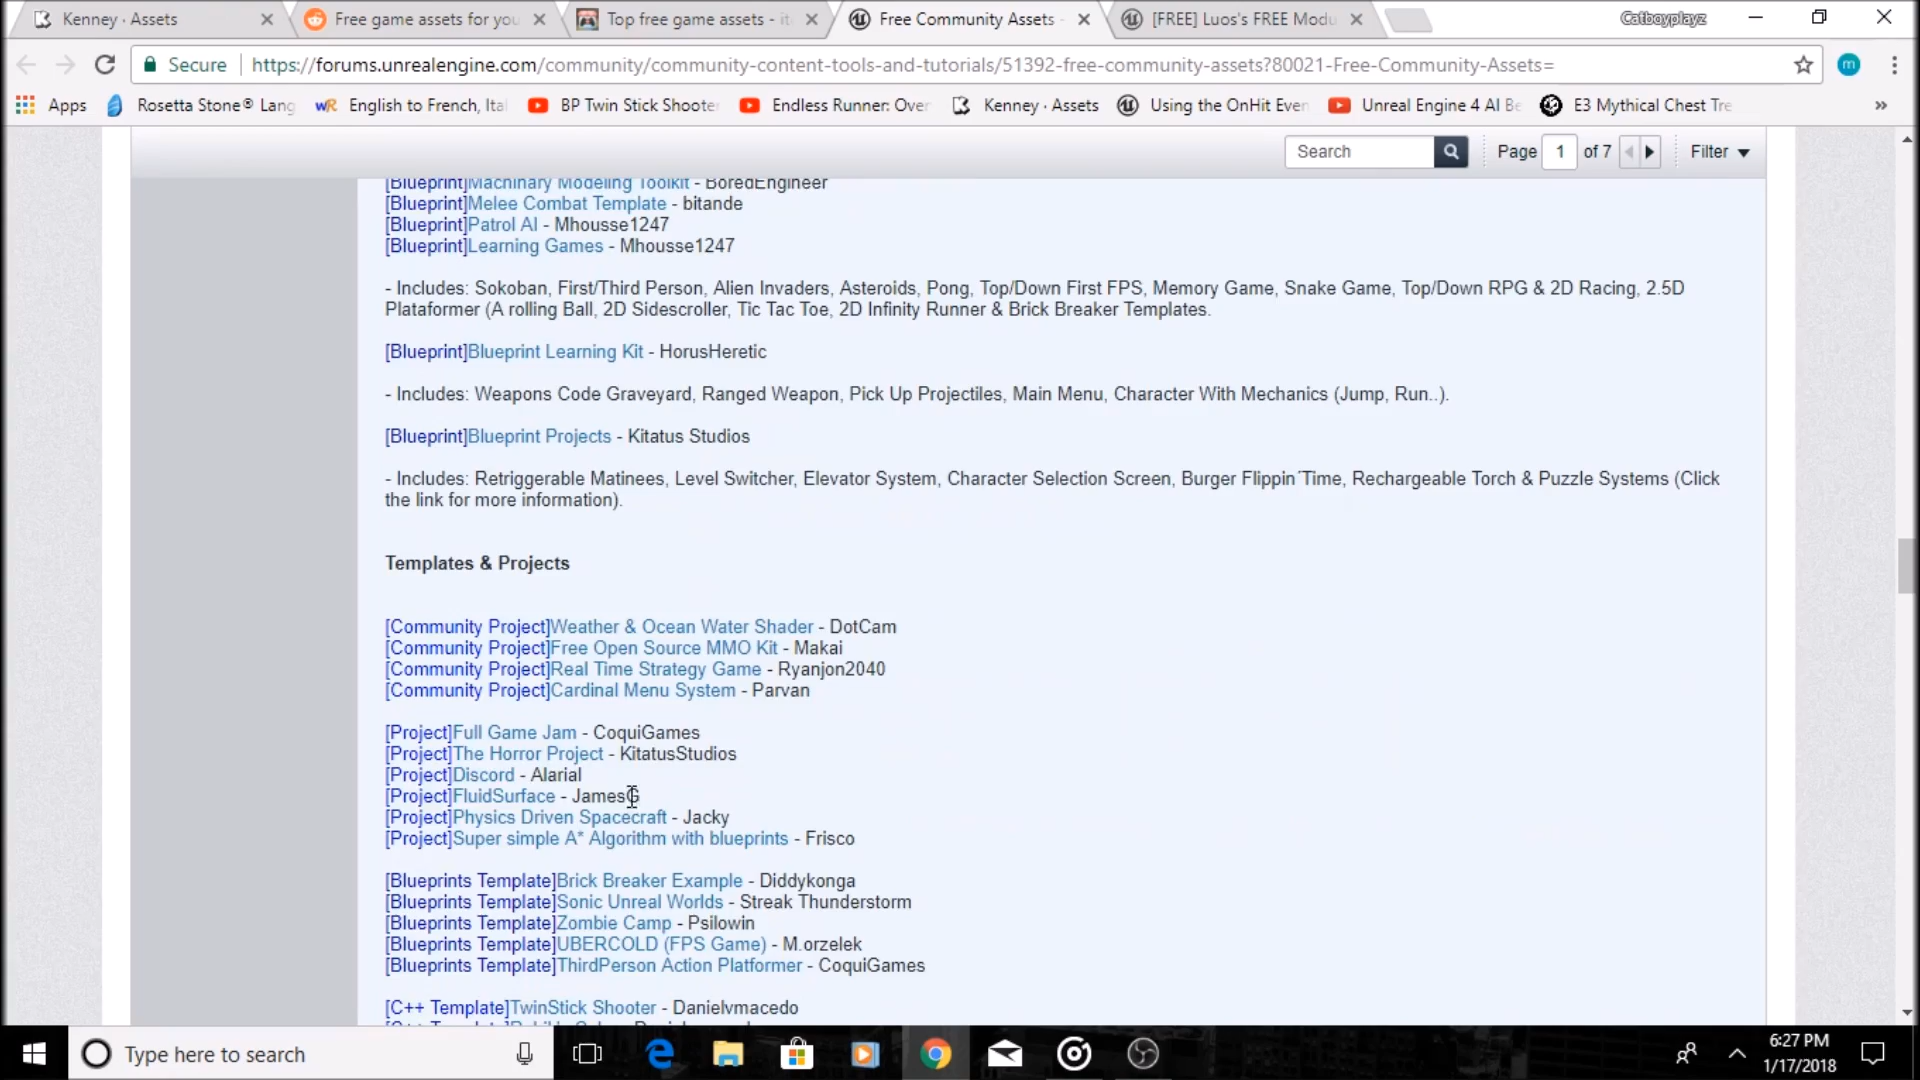 Kenney · Assets
Free game assets for you
Top free game assets - it
Free Community Assets -
[FREE] Luos's FREE Modu
Catboyplayz
Secure
https://forums.unrealengine.com/community/community-content-tools-and-tutorials/51392-free-community-assets?80021-Free-Community-Assets=
m
Apps
Rosetta Stone® Lang
English to French, Ital
BP Twin Stick Shooter
Endless Runner: Over
Kenney · Assets
Using the OnHit Even
Unreal Engine 4 AI Be
E3 Mythical Chest Tre
»
Search
Page 1 of 7
Filter
[Blueprint]Machinary Modeling Toolkit - BoredEngineer
[Blueprint]Melee Combat Template - bitande
[Blueprint]Patrol AI - Mhousse1247
[Blueprint]Learning Games - Mhousse1247
- Includes: Sokoban, First/Third Person, Alien Invaders, Asteroids, Pong, Top/Down First FPS, Memory Game, Snake Game, Top/Down RPG & 2D Racing, 2.5D
Plataformer (A rolling Ball, 2D Sidescroller, Tic Tac Toe, 2D Infinity Runner & Brick Breaker Templates.
[Blueprint]Blueprint Learning Kit - HorusHeretic
- Includes: Weapons Code Graveyard, Ranged Weapon, Pick Up Projectiles, Main Menu, Character With Mechanics (Jump, Run..).
[Blueprint]Blueprint Projects - Kitatus Studios
- Includes: Retriggerable Matinees, Level Switcher, Elevator System, Character Selection Screen, Burger Flippin´Time, Rechargeable Torch & Puzzle Systems (Click
the link for more information).
Templates & Projects
[Community Project]Weather & Ocean Water Shader - DotCam
[Community Project]Free Open Source MMO Kit - Makai
[Community Project]Real Time Strategy Game - Ryanjon2040
[Community Project]Cardinal Menu System - Parvan
[Project]Full Game Jam - CoquiGames
[Project]The Horror Project - KitatusStudios
[Project]Discord - Alarial
[Project]FluidSurface - JamesG
[Project]Physics Driven Spacecraft - Jacky
[Project]Super simple A* Algorithm with blueprints - Frisco
[Blueprints Template]Brick Breaker Example - Diddykonga
[Blueprints Template]Sonic Unreal Worlds - Streak Thunderstorm
[Blueprints Template]Zombie Camp - Psilowin
[Blueprints Template]UBERCOLD (FPS Game) - M.orzelek
[Blueprints Template]ThirdPerson Action Platformer - CoquiGames
[C++ Template]TwinStick Shooter - Danielvmacedo
Type here to search
6:27 PM
1/17/2018